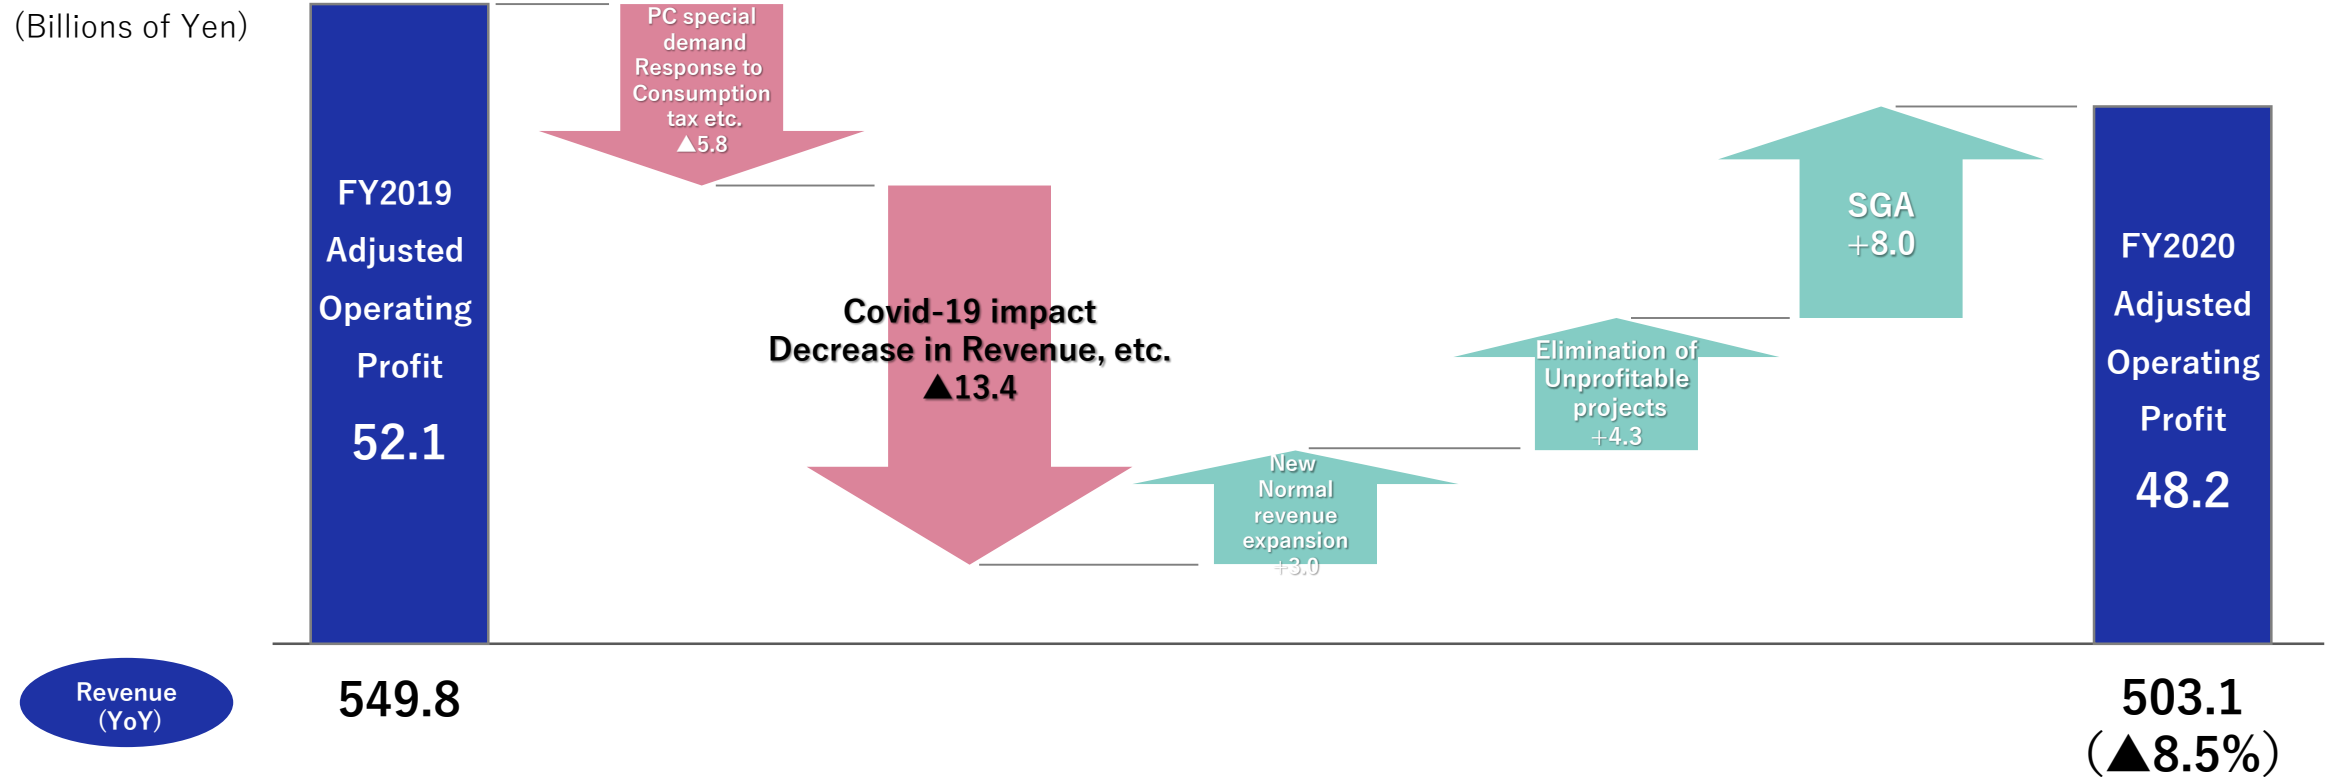 (Billions of Yen)
FY2019
Adjusted
Operating
Profit
52.1
PC special
demand
Response to
Consumption
tax etc.
▲5.8
Covid-19 impact
Decrease in Revenue, etc.
▲13.4
New
Normal
revenue
expansion
+3.0
Elimination of
Unprofitable
projects
+4.3
SGA
+8.0
FY2020
Adjusted
Operating
Profit
48.2
Revenue
(YoY)
549.8
503.1
(▲8.5%)